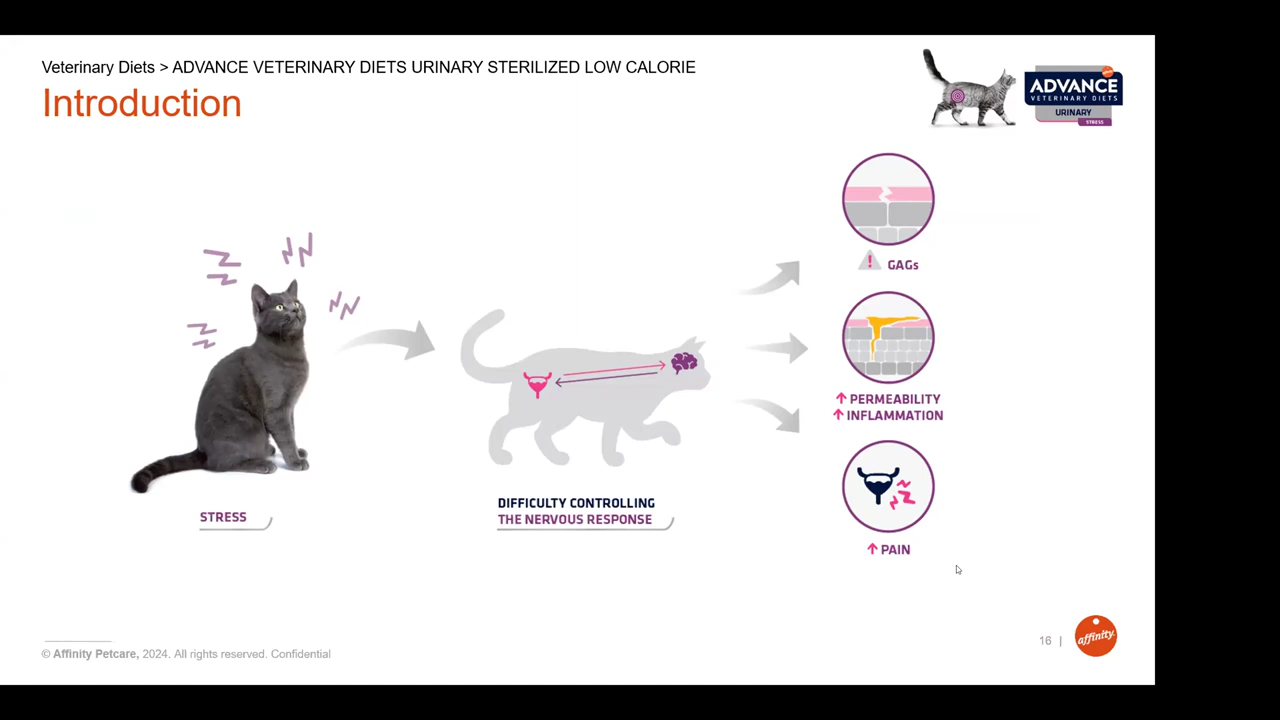 Veterinary Diets > ADVANCE VETERINARY DIETS URINARY STERILIZED LOW CALORIE
Introduction
ADVANCE
VETERINARY DIETS
URINARY
STRESS
! GAGs
↑ PERMEABILITY
↑ INFLAMMATION
STRESS
DIFFICULTY CONTROLLING
THE NERVOUS RESPONSE
↑ PAIN
© Affinity Petcare, 2024. All rights reserved. Confidential
16 |
affinity